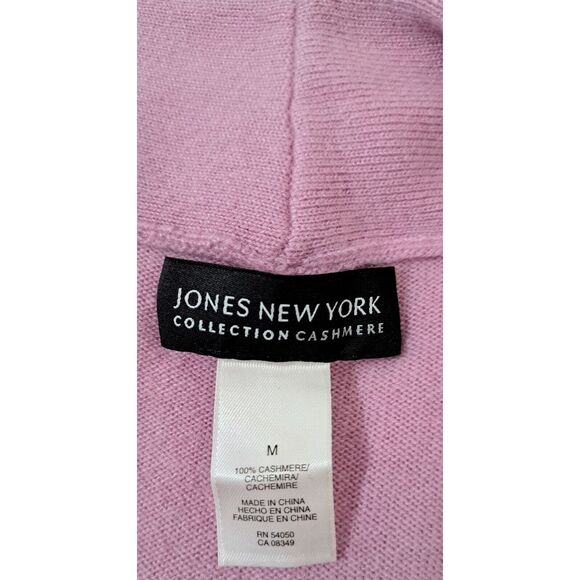 JONES NEW YORK
COLLECTION CASHMERE
M
100% CASHMERE/
CACHEMIRA/
CACHEMIRE
MADE IN CHINA
HECHO EN CHINA
FABRIQUE EN CHINE
RN 54050
CA 08349